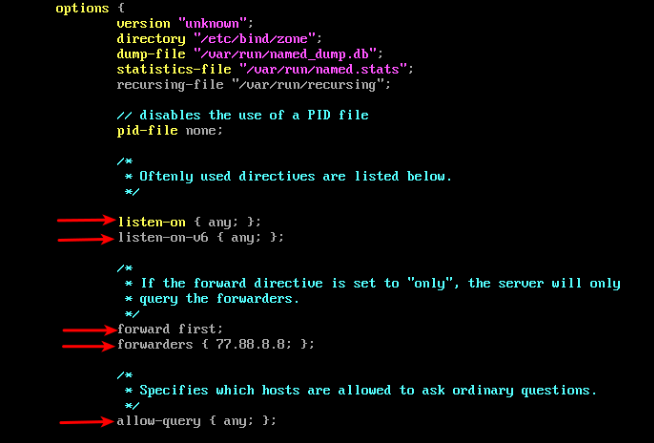 options {
version "unknown";
directory "/etc/bind/zone";
dump-file "/var/run/named_dump.db";
statistics-file "/var/run/named.stats";
recursing-file "/var/run/recursing";
// disables the use of a PID file
pid-file none;
/*
* Oftenly used directives are listed below.
*/
listen-on { any; };
listen-on-v6 { any; };
/*
* If the forward directive is set to "only", the server will only
* query the forwarders.
*/
forward first;
forwarders { 77.88.8.8; };
/*
* Specifies which hosts are allowed to ask ordinary questions.
*/
allow-query { any; };